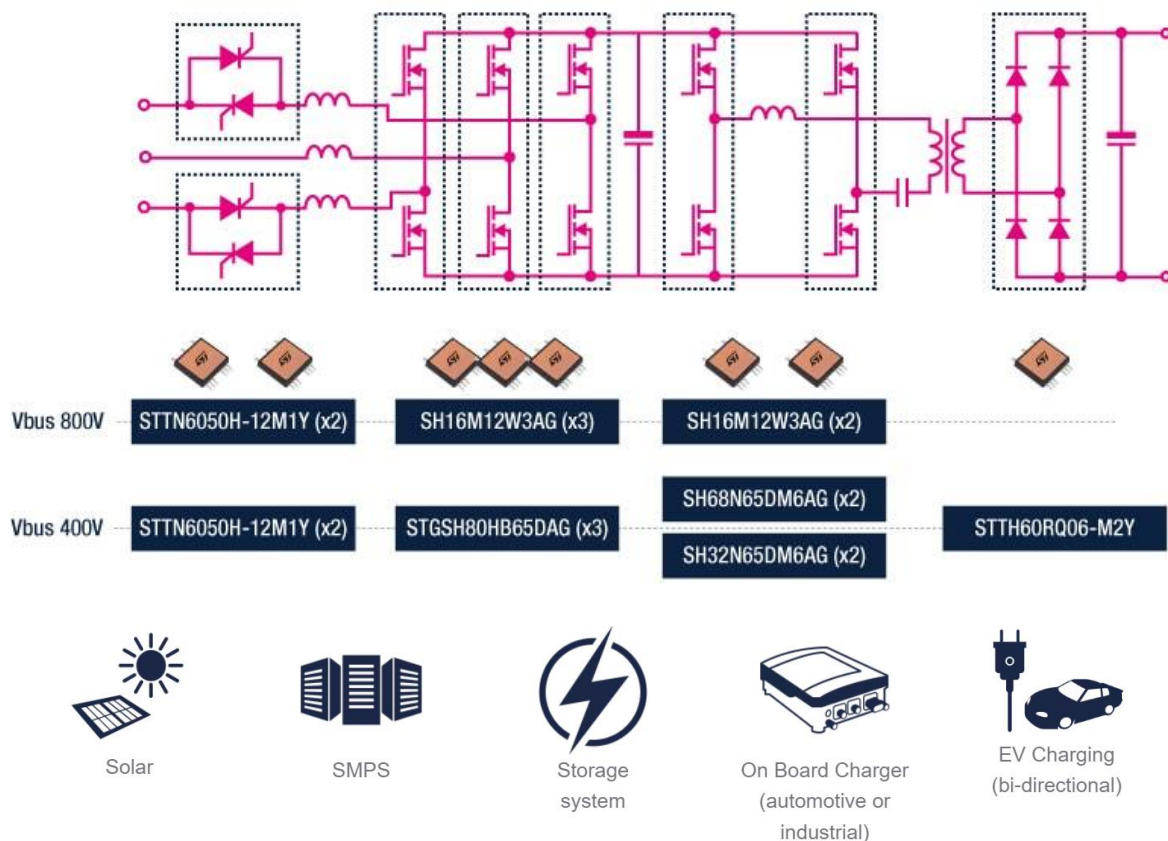 Vbus 800V STTN6050H-12M1Y (x2) SH16M12W3AG (x3) SH16M12W3AG (x2)
SH68N65DM6AG (x2)
Vbus 400V STTN6050H-12M1Y (x2) STGSH80HB65DAG (x3) STTH60RQ06-M2Y
SH32N65DM6AG (x2)
Solar
SMPS
Storage
system
On Board Charger
(automotive or
industrial)
EV Charging
(bi-directional)